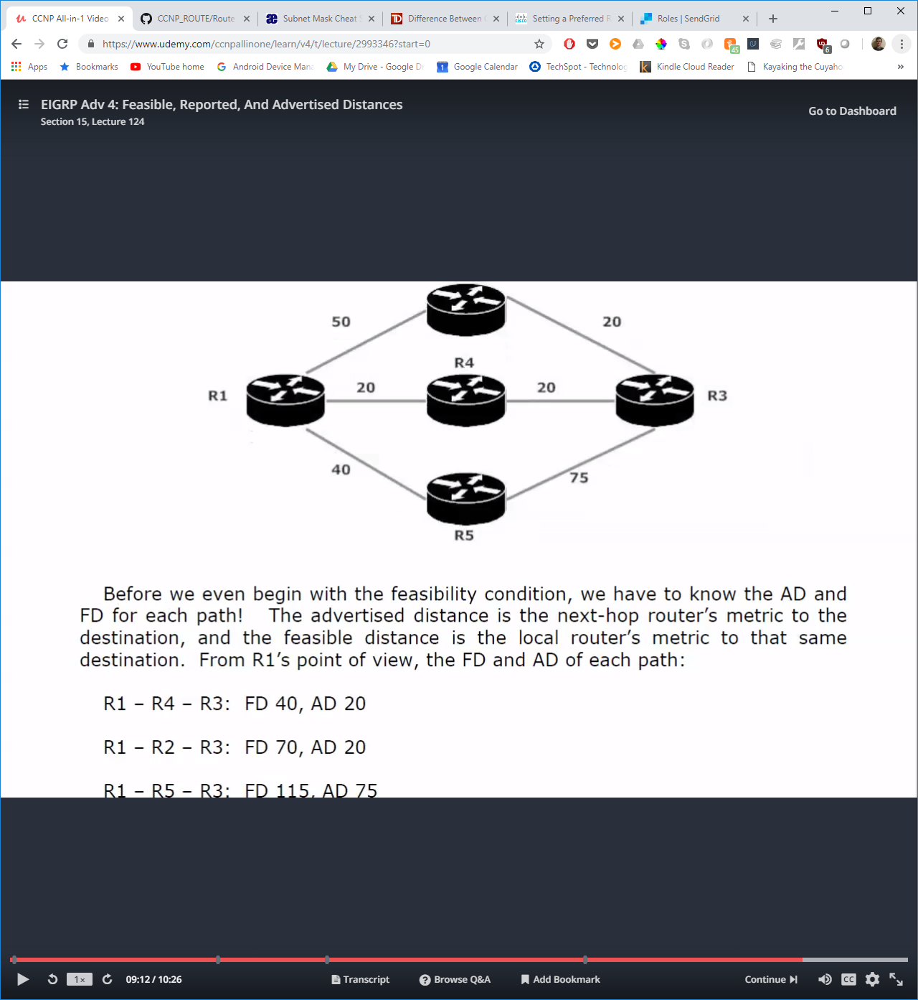 CCNP All-in-1 Video
CCNP_ROUTE/Route
Subnet Mask Cheat
Difference Between
Setting a Preferred R
Roles | SendGrid
https://www.udemy.com/ccnpallinone/learn/v4/t/lecture/2993346?start=0
45
6
Apps
Bookmarks
YouTube home
Android Device Mana
My Drive - Google D
Google Calendar
TechSpot - Technolog
Kindle Cloud Reader
Kayaking the Cuyaho
EIGRP Adv 4: Feasible, Reported, And Advertised Distances
Section 15, Lecture 124
Go to Dashboard
50
20
R4
R1
20
20
R3
40
75
R5
Before we even begin with the feasibility condition, we have to know the AD and
FD for each path! The advertised distance is the next-hop router’s metric to the
destination, and the feasible distance is the local router’s metric to that same
destination. From R1’s point of view, the FD and AD of each path:
R1 – R4 – R3: FD 40, AD 20
R1 – R2 – R3: FD 70, AD 20
R1 – R5 – R3: FD 115, AD 75
1×
09:12 / 10:26
Transcript
Browse Q&A
Add Bookmark
Continue
CC